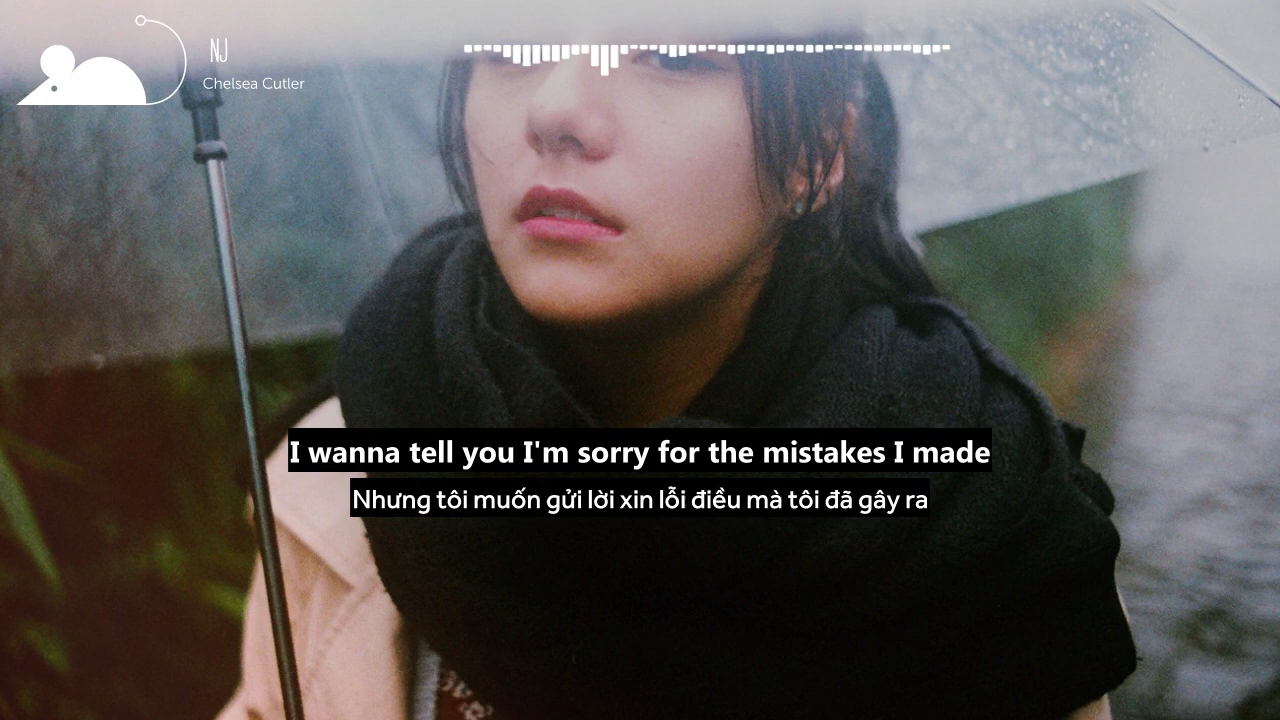 NJ
Chelsea Cutler
I wanna tell you I'm sorry for the mistakes I made
Nhưng tôi muốn gửi lời xin lỗi điều mà tôi đã gây ra